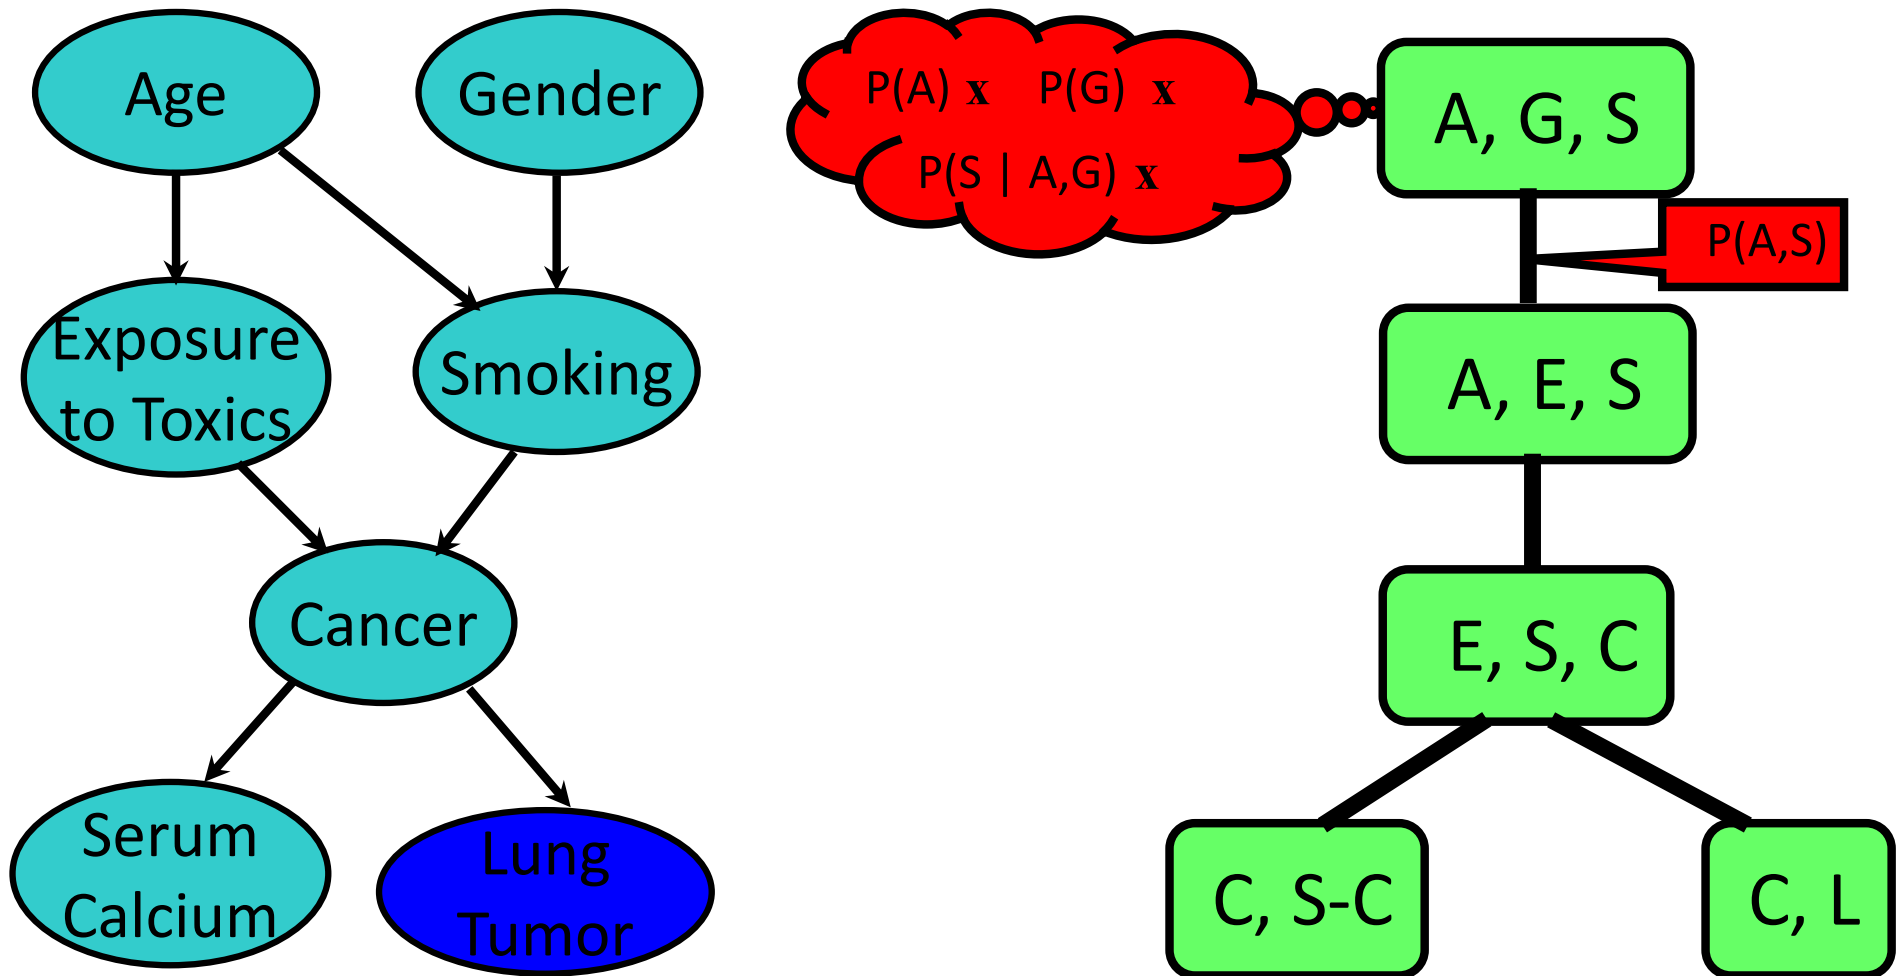 Age
Gender
Exposure
to Toxics
Smoking
Cancer
Serum
Calcium
Lung
Tumor
P(A) x P(G) x
P(S | A,G) x
A, G, S
P(A,S)
A, E, S
E, S, C
C, S-C
C, L